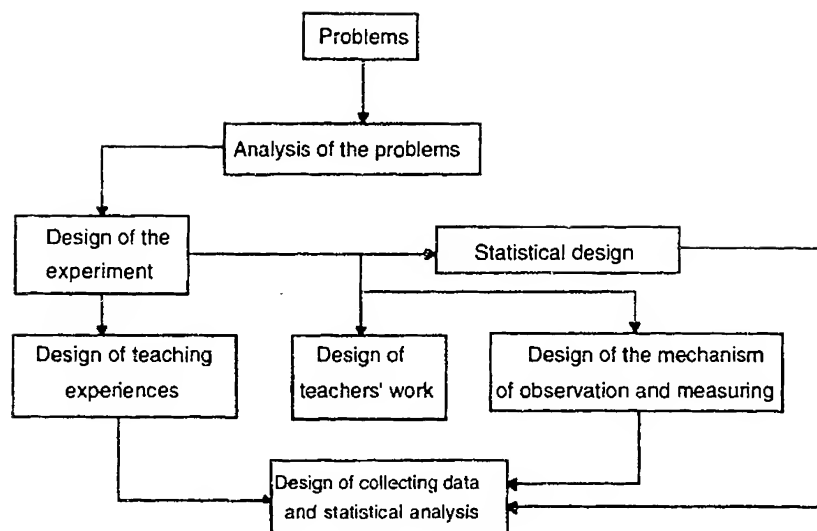 Problems
Analysis of the problems
Design of the
experiment
Statistical design
Design of teaching
experiences
Design of
teachers' work
Design of the mechanism
of observation and measuring
Design of collecting data
and statistical analysis